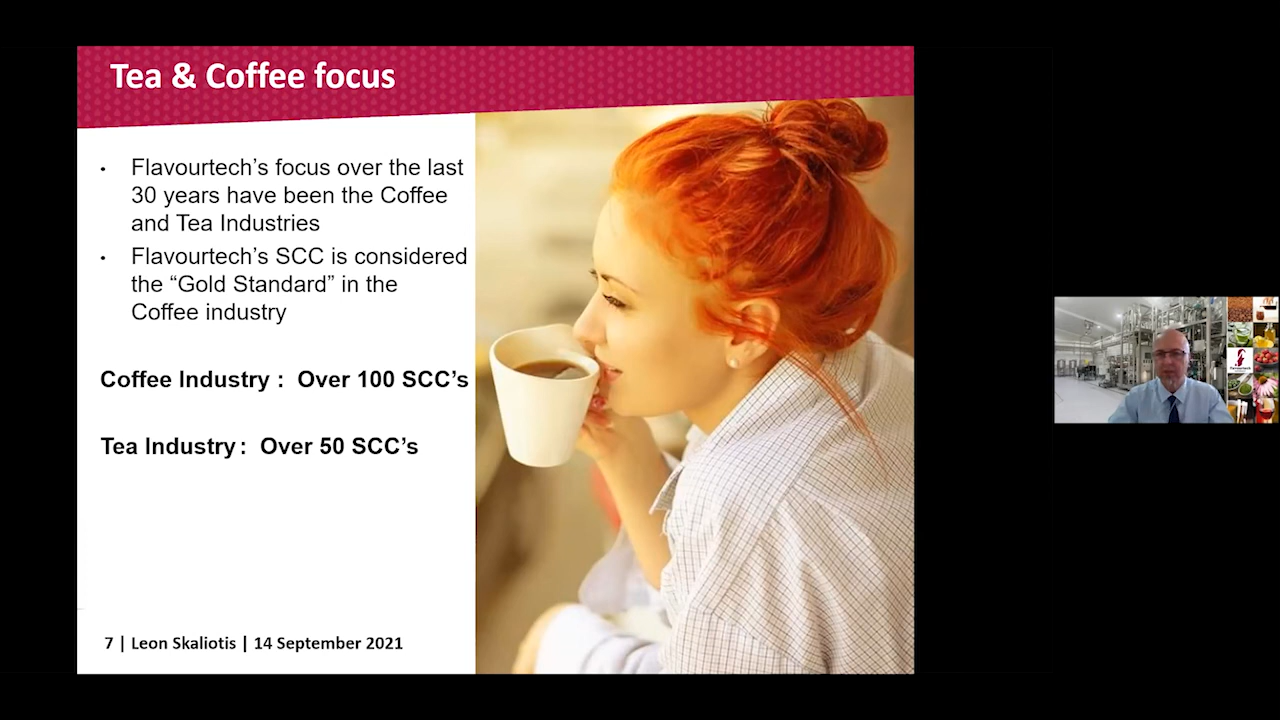 Tea & Coffee focus
• Flavourtech’s focus over the last
30 years have been the Coffee
and Tea Industries
• Flavourtech’s SCC is considered
the “Gold Standard” in the
Coffee industry
Coffee Industry : Over 100 SCC’s
Tea Industry : Over 50 SCC’s
7 | Leon Skaliotis | 14 September 2021
Flavourtech